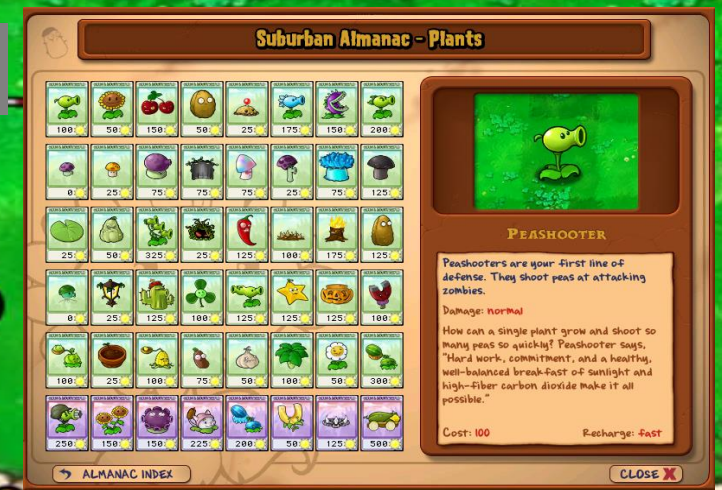 Suburban Almanac - Plants
100 50 150 50 25 175 150 200
0 25 75 75 75 25 75 125
25 50 325 25 125 100 175 125
0 25 125 100 125 125 125 100
100 25 100 75 50 100 50 300
250 150 150 225 200 50 125 500
PEASHOOTER
Peashooters are your first line of
defense. They shoot peas at attacking
zombies.
Damage: normal
How can a single plant grow and shoot so
many peas so quickly? Peashooter says,
"Hard work, commitment, and a healthy,
well-balanced breakfast of sunlight and
high-fiber carbon dioxide make it all
possible."
Cost: 100 Recharge: fast
ALMANAC INDEX
CLOSE X